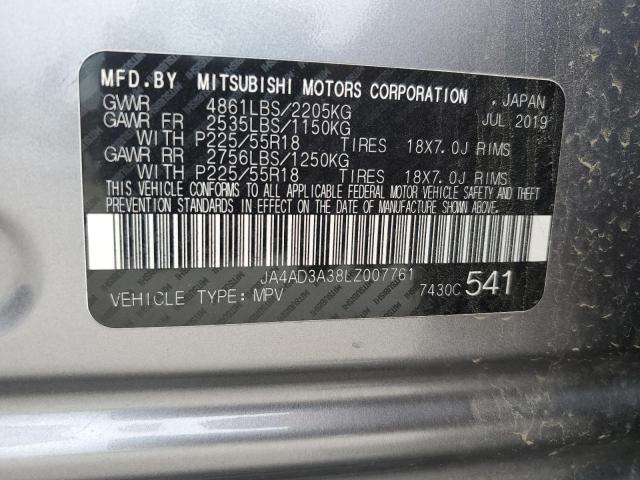 MFD.BY MITSUBISHI MOTORS CORPORATION . JAPAN
GVWR 4861LBS/2205KG JUL 2019
GAWR FR 2535LBS/1150KG
WITH P225/55R18 TIRES 18X7.0J RIMS
GAWR RR 2756LBS/1250KG
WITH P225/55R18 TIRES 18X7.0J RIMS
THIS VEHICLE CONFORMS TO ALL APPLICABLE FEDERAL MOTOR VEHICLE SAFETY AND THEFT
PREVENTION STANDARDS IN EFFECT ON THE DATE OF MANUFACTURE SHOWN ABOVE.
JA4AD3A38LZ007761
VEHICLE TYPE: MPV 7430C 541